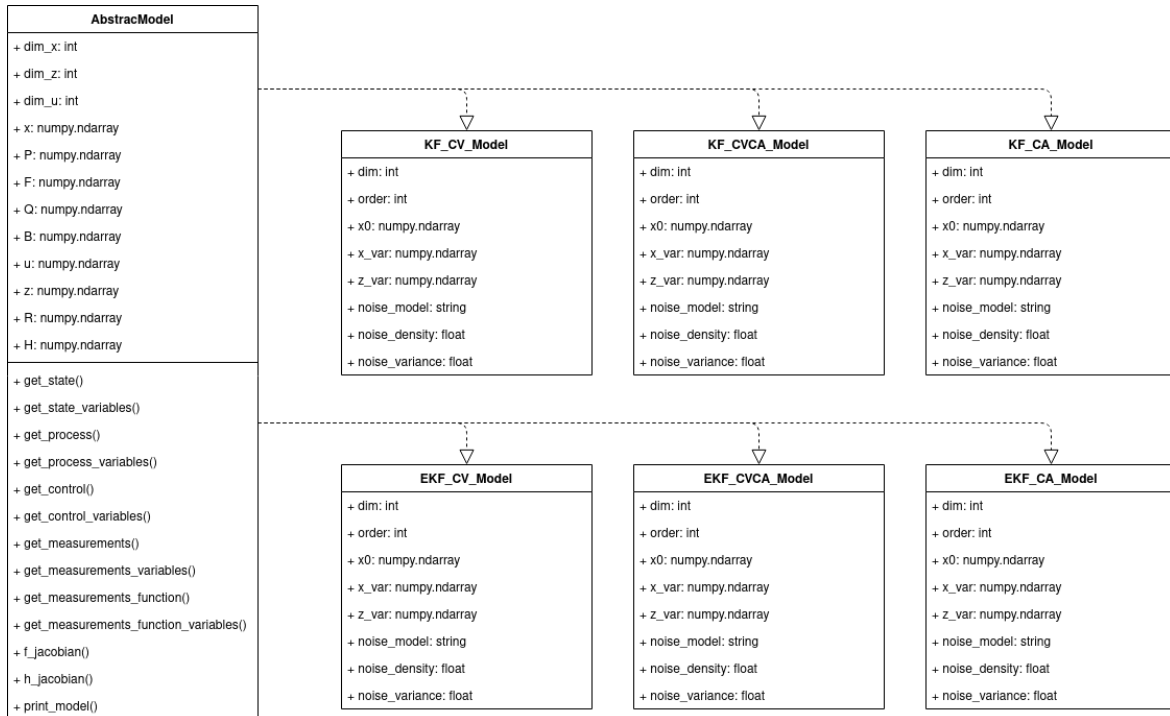 AbstracModel
+ dim_x: int
+ dim_z: int
+ dim_u: int
+ x: numpy.ndarray
+ P: numpy.ndarray
+ F: numpy.ndarray
+ Q: numpy.ndarray
+ B: numpy.ndarray
+ u: numpy.ndarray
+ z: numpy.ndarray
+ R: numpy.ndarray
+ H: numpy.ndarray
+ get_state()
+ get_state_variables()
+ get_process()
+ get_process_variables()
+ get_control()
+ get_control_variables()
+ get_measurements()
+ get_measurements_variables()
+ get_measurements_function()
+ get_measurements_function_variables()
+ f_jacobian()
+ h_jacobian()
+ print_model()
KF_CV_Model
+ dim: int
+ order: int
+ x0: numpy.ndarray
+ x_var: numpy.ndarray
+ z_var: numpy.ndarray
+ noise_model: string
+ noise_density: float
+ noise_variance: float
KF_CVCA_Model
+ dim: int
+ order: int
+ x0: numpy.ndarray
+ x_var: numpy.ndarray
+ z_var: numpy.ndarray
+ noise_model: string
+ noise_density: float
+ noise_variance: float
KF_CA_Model
+ dim: int
+ order: int
+ x0: numpy.ndarray
+ x_var: numpy.ndarray
+ z_var: numpy.ndarray
+ noise_model: string
+ noise_density: float
+ noise_variance: float
EKF_CV_Model
+ dim: int
+ order: int
+ x0: numpy.ndarray
+ x_var: numpy.ndarray
+ z_var: numpy.ndarray
+ noise_model: string
+ noise_density: float
+ noise_variance: float
EKF_CVCA_Model
+ dim: int
+ order: int
+ x0: numpy.ndarray
+ x_var: numpy.ndarray
+ z_var: numpy.ndarray
+ noise_model: string
+ noise_density: float
+ noise_variance: float
EKF_CA_Model
+ dim: int
+ order: int
+ x0: numpy.ndarray
+ x_var: numpy.ndarray
+ z_var: numpy.ndarray
+ noise_model: string
+ noise_density: float
+ noise_variance: float